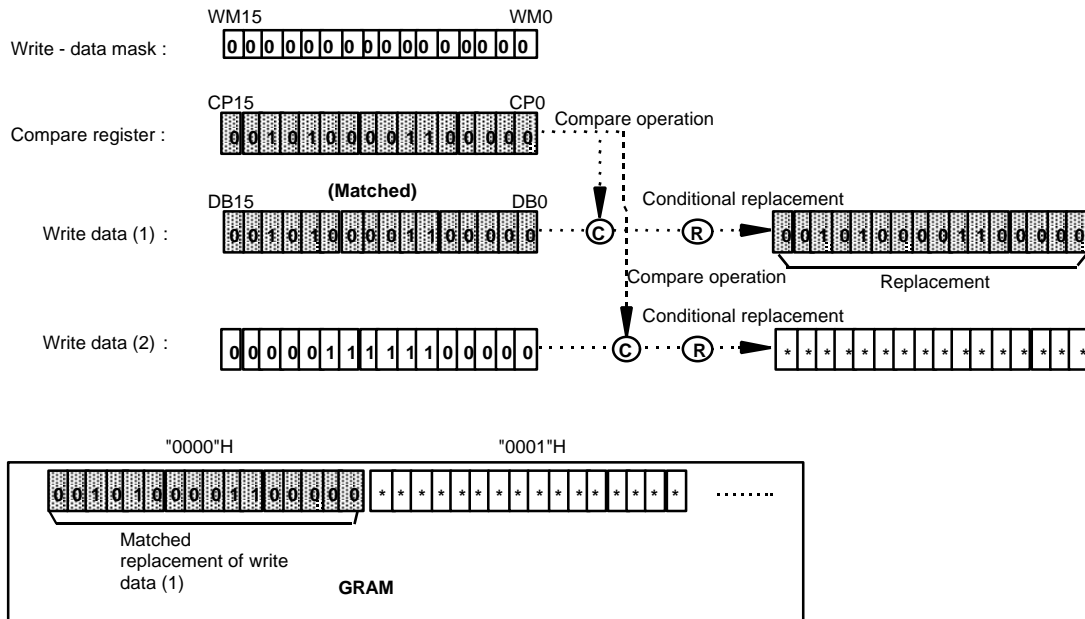 WM15 WM0
Write - data mask : 0 0 0 0 0 0 0 0 0 0 0 0 0 0 0 0
CP15 CP0
Compare operation
Compare register : 0 0 1 0 1 0 0 0 0 1 1 0 0 0 0 0
(Matched)
DB15 DB0
Conditional replacement
Write data (1) : 0 0 1 0 1 0 0 0 0 1 1 0 0 0 0 0 C R 0 0 1 0 1 0 0 0 0 1 1 0 0 0 0 0
Compare operation
Replacement
Conditional replacement
Write data (2) : 0 0 0 0 0 1 1 1 1 1 1 0 0 0 0 0 C R * * * * * * * * * * * * * * * *
"0000"H "0001"H
0 0 1 0 1 0 0 0 0 1 1 0 0 0 0 0 * * * * * * * * * * * * * * * * ........
Matched
replacement of write
data (1)
GRAM